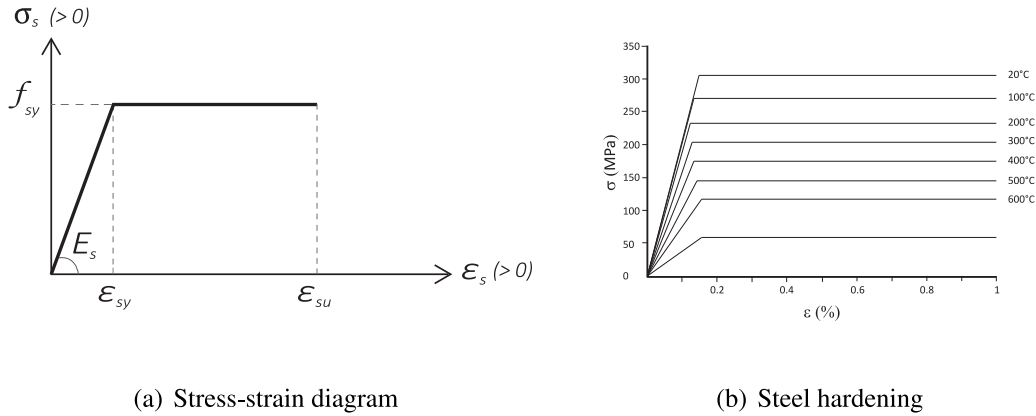 σs (> 0)
fsy
Es
εsy
εsu
εs (> 0)
350
300
250
200
150
100
50
0
σ (MPa)
20°C
100°C
200°C
300°C
400°C
500°C
600°C
0.2
0.4
0.6
0.8
1
ε (%)
(a) Stress-strain diagram
(b) Steel hardening